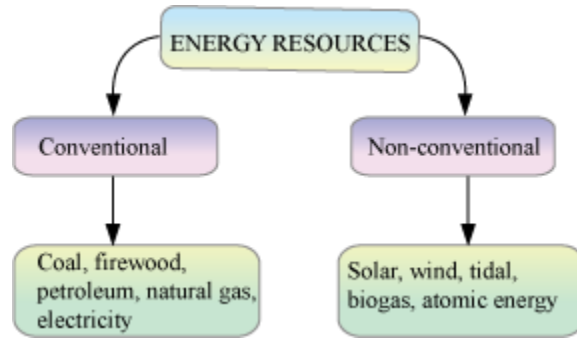 ENERGY RESOURCES
Conventional
Non-conventional
Coal, firewood,
petroleum, natural gas,
electricity
Solar, wind, tidal,
biogas, atomic energy